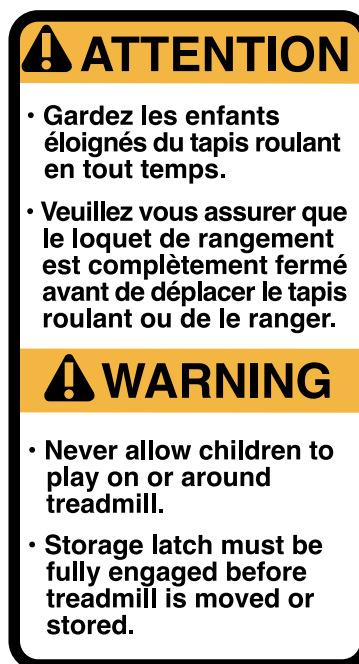 ATTENTION
· Gardez les enfants
éloignés du tapis roulant
en tout temps.
· Veuillez vous assurer que
le loquet de rangement
est complètement fermé
avant de déplacer le tapis
roulant ou de le ranger.
WARNING
· Never allow children to
play on or around
treadmill.
· Storage latch must be
fully engaged before
treadmill is moved or
stored.